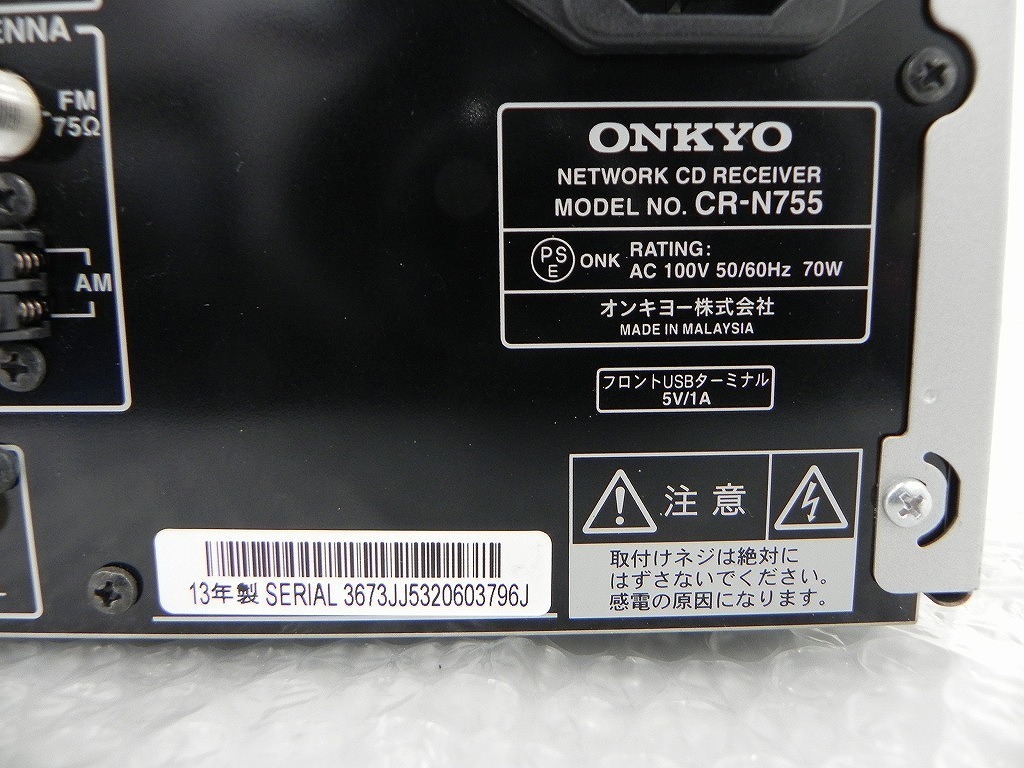 ENNA
FM
75Ω
AM
ONKYO
NETWORK CD RECEIVER
MODEL NO. CR-N755
PS
E
ONK
RATING:
AC 100V 50/60Hz 70W
オンキヨー株式会社
MADE IN MALAYSIA
フロントUSBターミナル
5V/1A
注意
取付けネジは絶対に
はずさないでください。
感電の原因になります。
13年製 SERIAL 3673JJ5320603796J